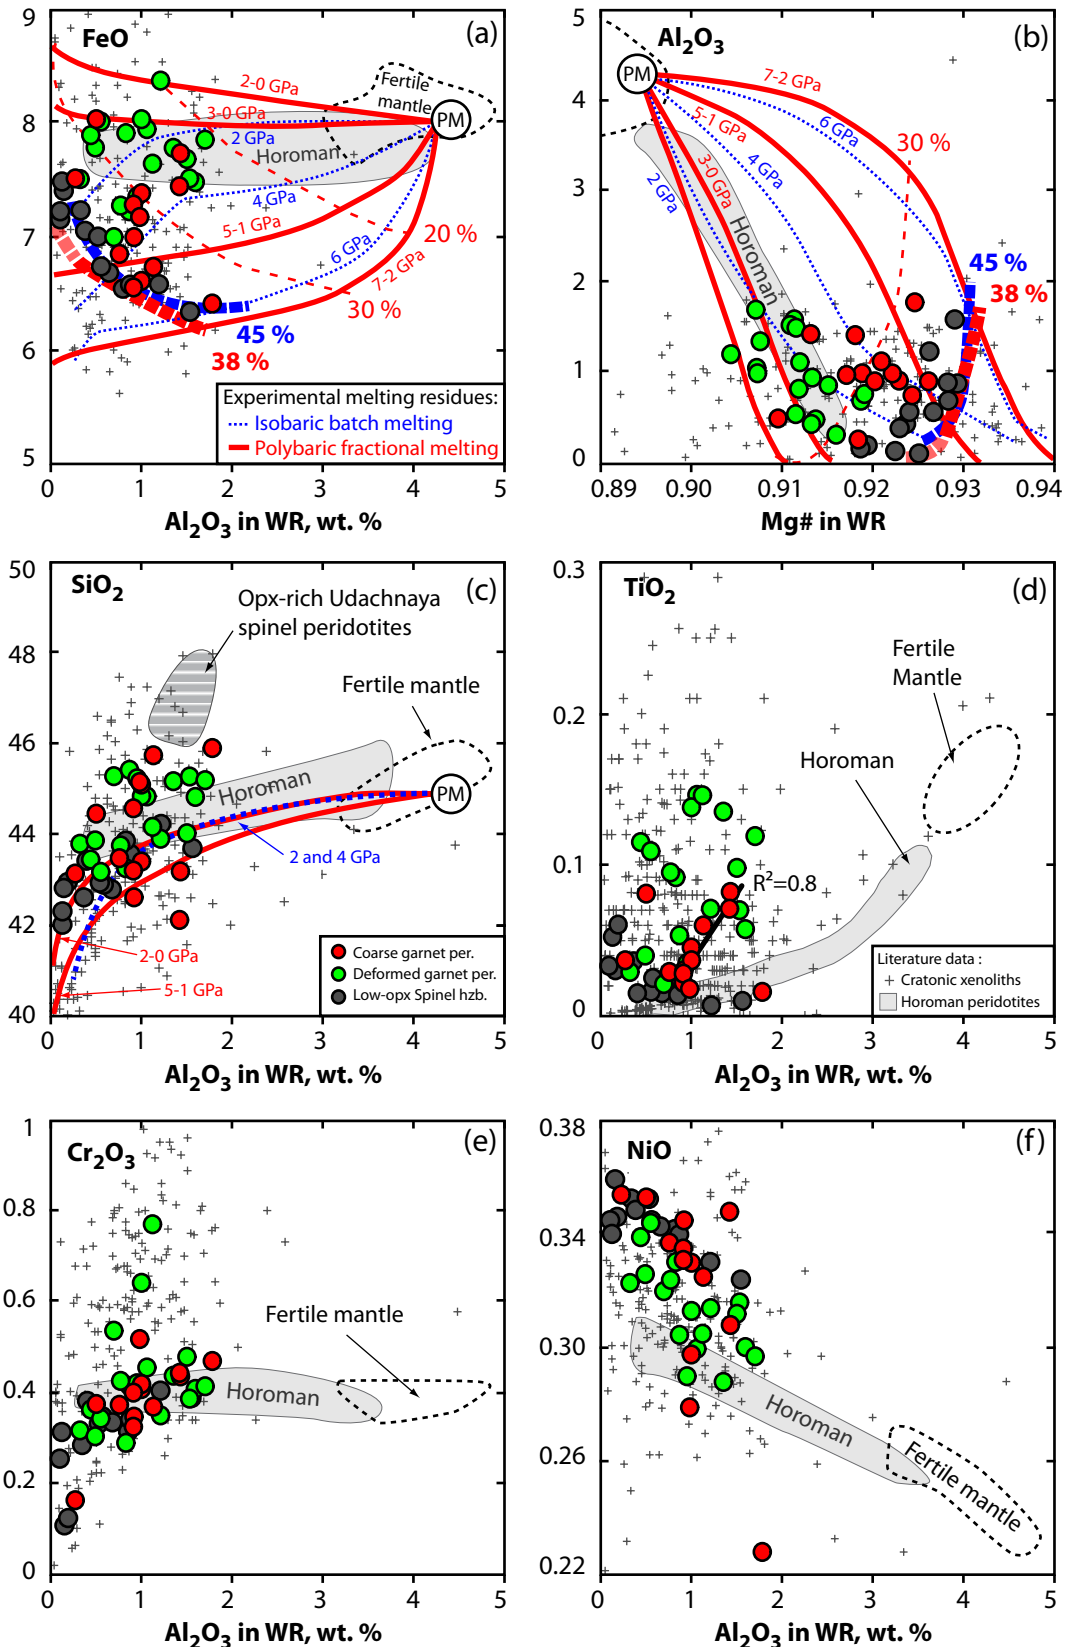 9
8
7
6
5
FeO
(a)
2-0 GPa
Fertile
mantle
3-0 GPa
2 GPa
PM
Horoman
4 GPa
5-1 GPa
6 GPa
7-2 GPa
20 %
30 %
45 %
38 %
Experimental melting residues:
Isobaric batch melting
Polybaric fractional melting
0 1 2 3 4 5
Al₂O₃ in WR, wt. %
5
4
3
2
1
0
Al₂O₃
(b)
PM
7-2 GPa
5-1 GPa
6 GPa
30 %
4 GPa
3-0 GPa
2 GPa
Horoman
45 %
38 %
0.89 0.90 0.91 0.92 0.93 0.94
Mg# in WR
50
48
46
44
42
40
SiO₂
(c)
Opx-rich Udachnaya
spinel peridotites
Fertile mantle
Horoman
PM
2 and 4 GPa
2-0 GPa
5-1 GPa
Coarse garnet per.
Deformed garnet per.
Low-opx Spinel hzb.
0 1 2 3 4 5
Al₂O₃ in WR, wt. %
0.3
0.2
0.1
0
TiO₂
(d)
Fertile
Mantle
Horoman
R²=0.8
Literature data :
Cratonic xenoliths
Horoman peridotites
0 1 2 3 4 5
Al₂O₃ in WR, wt. %
1
0.8
0.6
0.4
0.2
0
Cr₂O₃
(e)
Fertile mantle
Horoman
0 1 2 3 4 5
Al₂O₃ in WR, wt. %
0.38
0.34
0.30
0.26
0.22
NiO
(f)
Horoman
Fertile mantle
0 1 2 3 4 5
Al₂O₃ in WR, wt. %